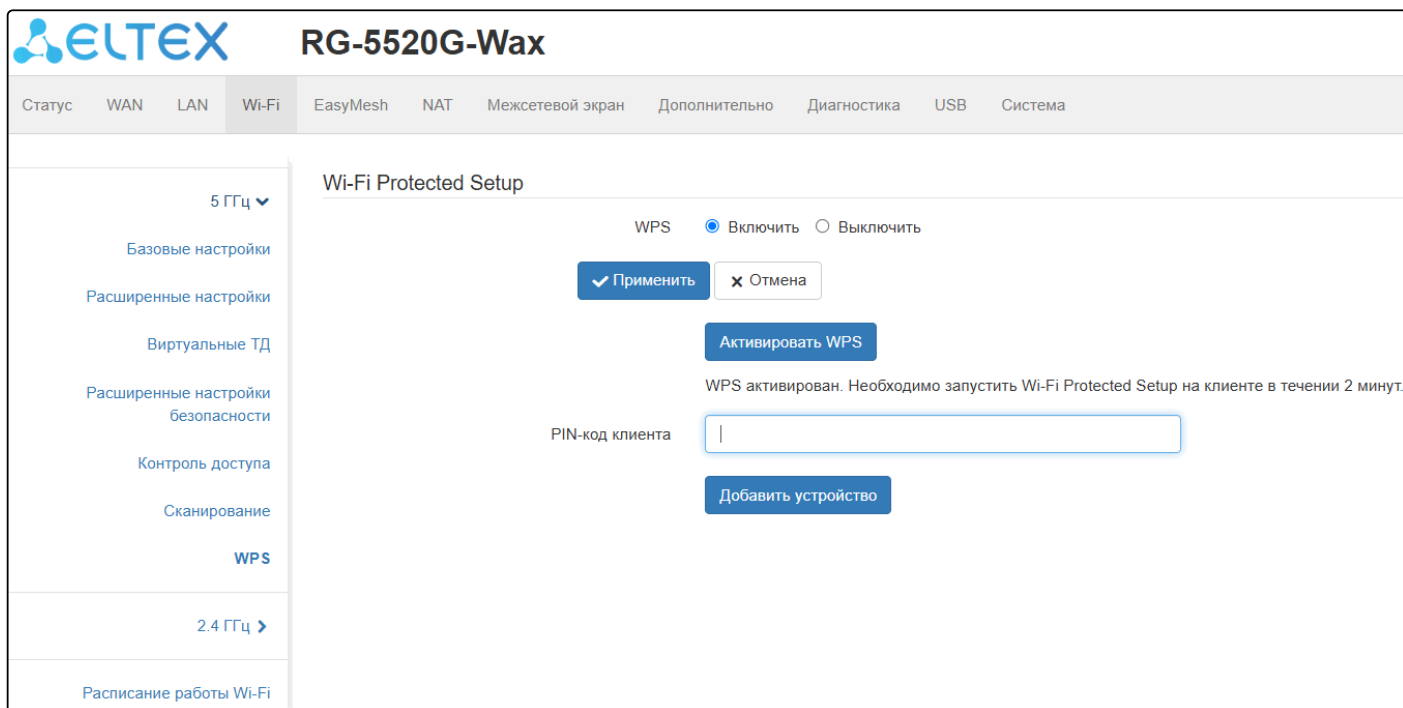 ELTEX RG-5520G-Wax
Статус WAN LAN Wi-Fi EasyMesh NAT Межсетевой экран Дополнительно Диагностика USB Система
5 ГГц
Базовые настройки
Расширенные настройки
Виртуальные ТД
Расширенные настройки
безопасности
Контроль доступа
Сканирование
WPS
2.4 ГГц
Расписание работы Wi-Fi
Wi-Fi Protected Setup
WPS Включить Выключить
Применить Отмена
Активировать WPS
WPS активирован. Необходимо запустить Wi-Fi Protected Setup на клиенте в течении 2 минут.
PIN-код клиента
Добавить устройство